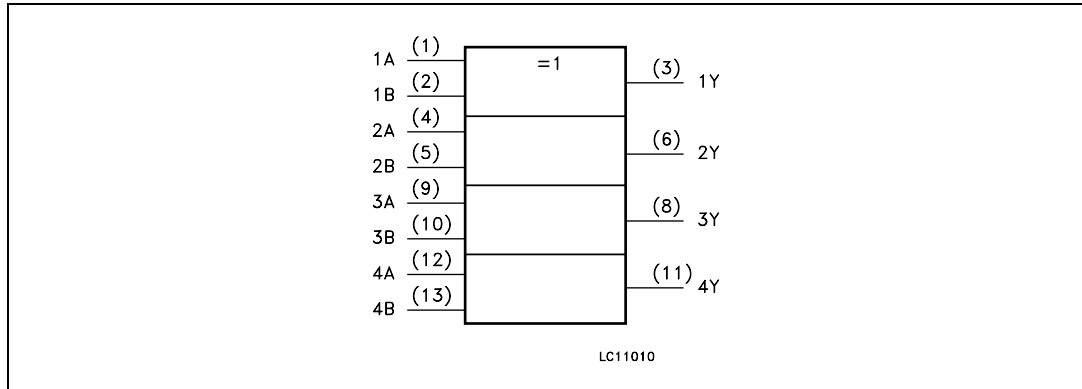 1A (1) =1 (3) 1Y
1B (2)
2A (4) (6) 2Y
2B (5)
3A (9) (8) 3Y
3B (10)
4A (12) (11) 4Y
4B (13)
LC11010